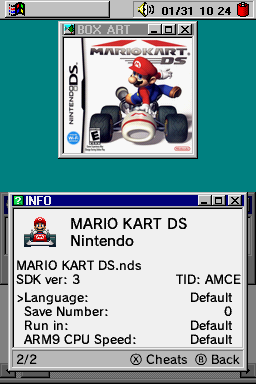 01/31 10 24
BOX ART
MARIOKART
DS
NINTENDO DS
EVERYONE
E
INFO
MARIO KART DS
Nintendo
MARIO KART DS.nds
SDK ver: 3 TID: AMCE
>Language: Default
Save Number: 0
Run in: Default
ARM9 CPU Speed: Default
2/2 X Cheats B Back